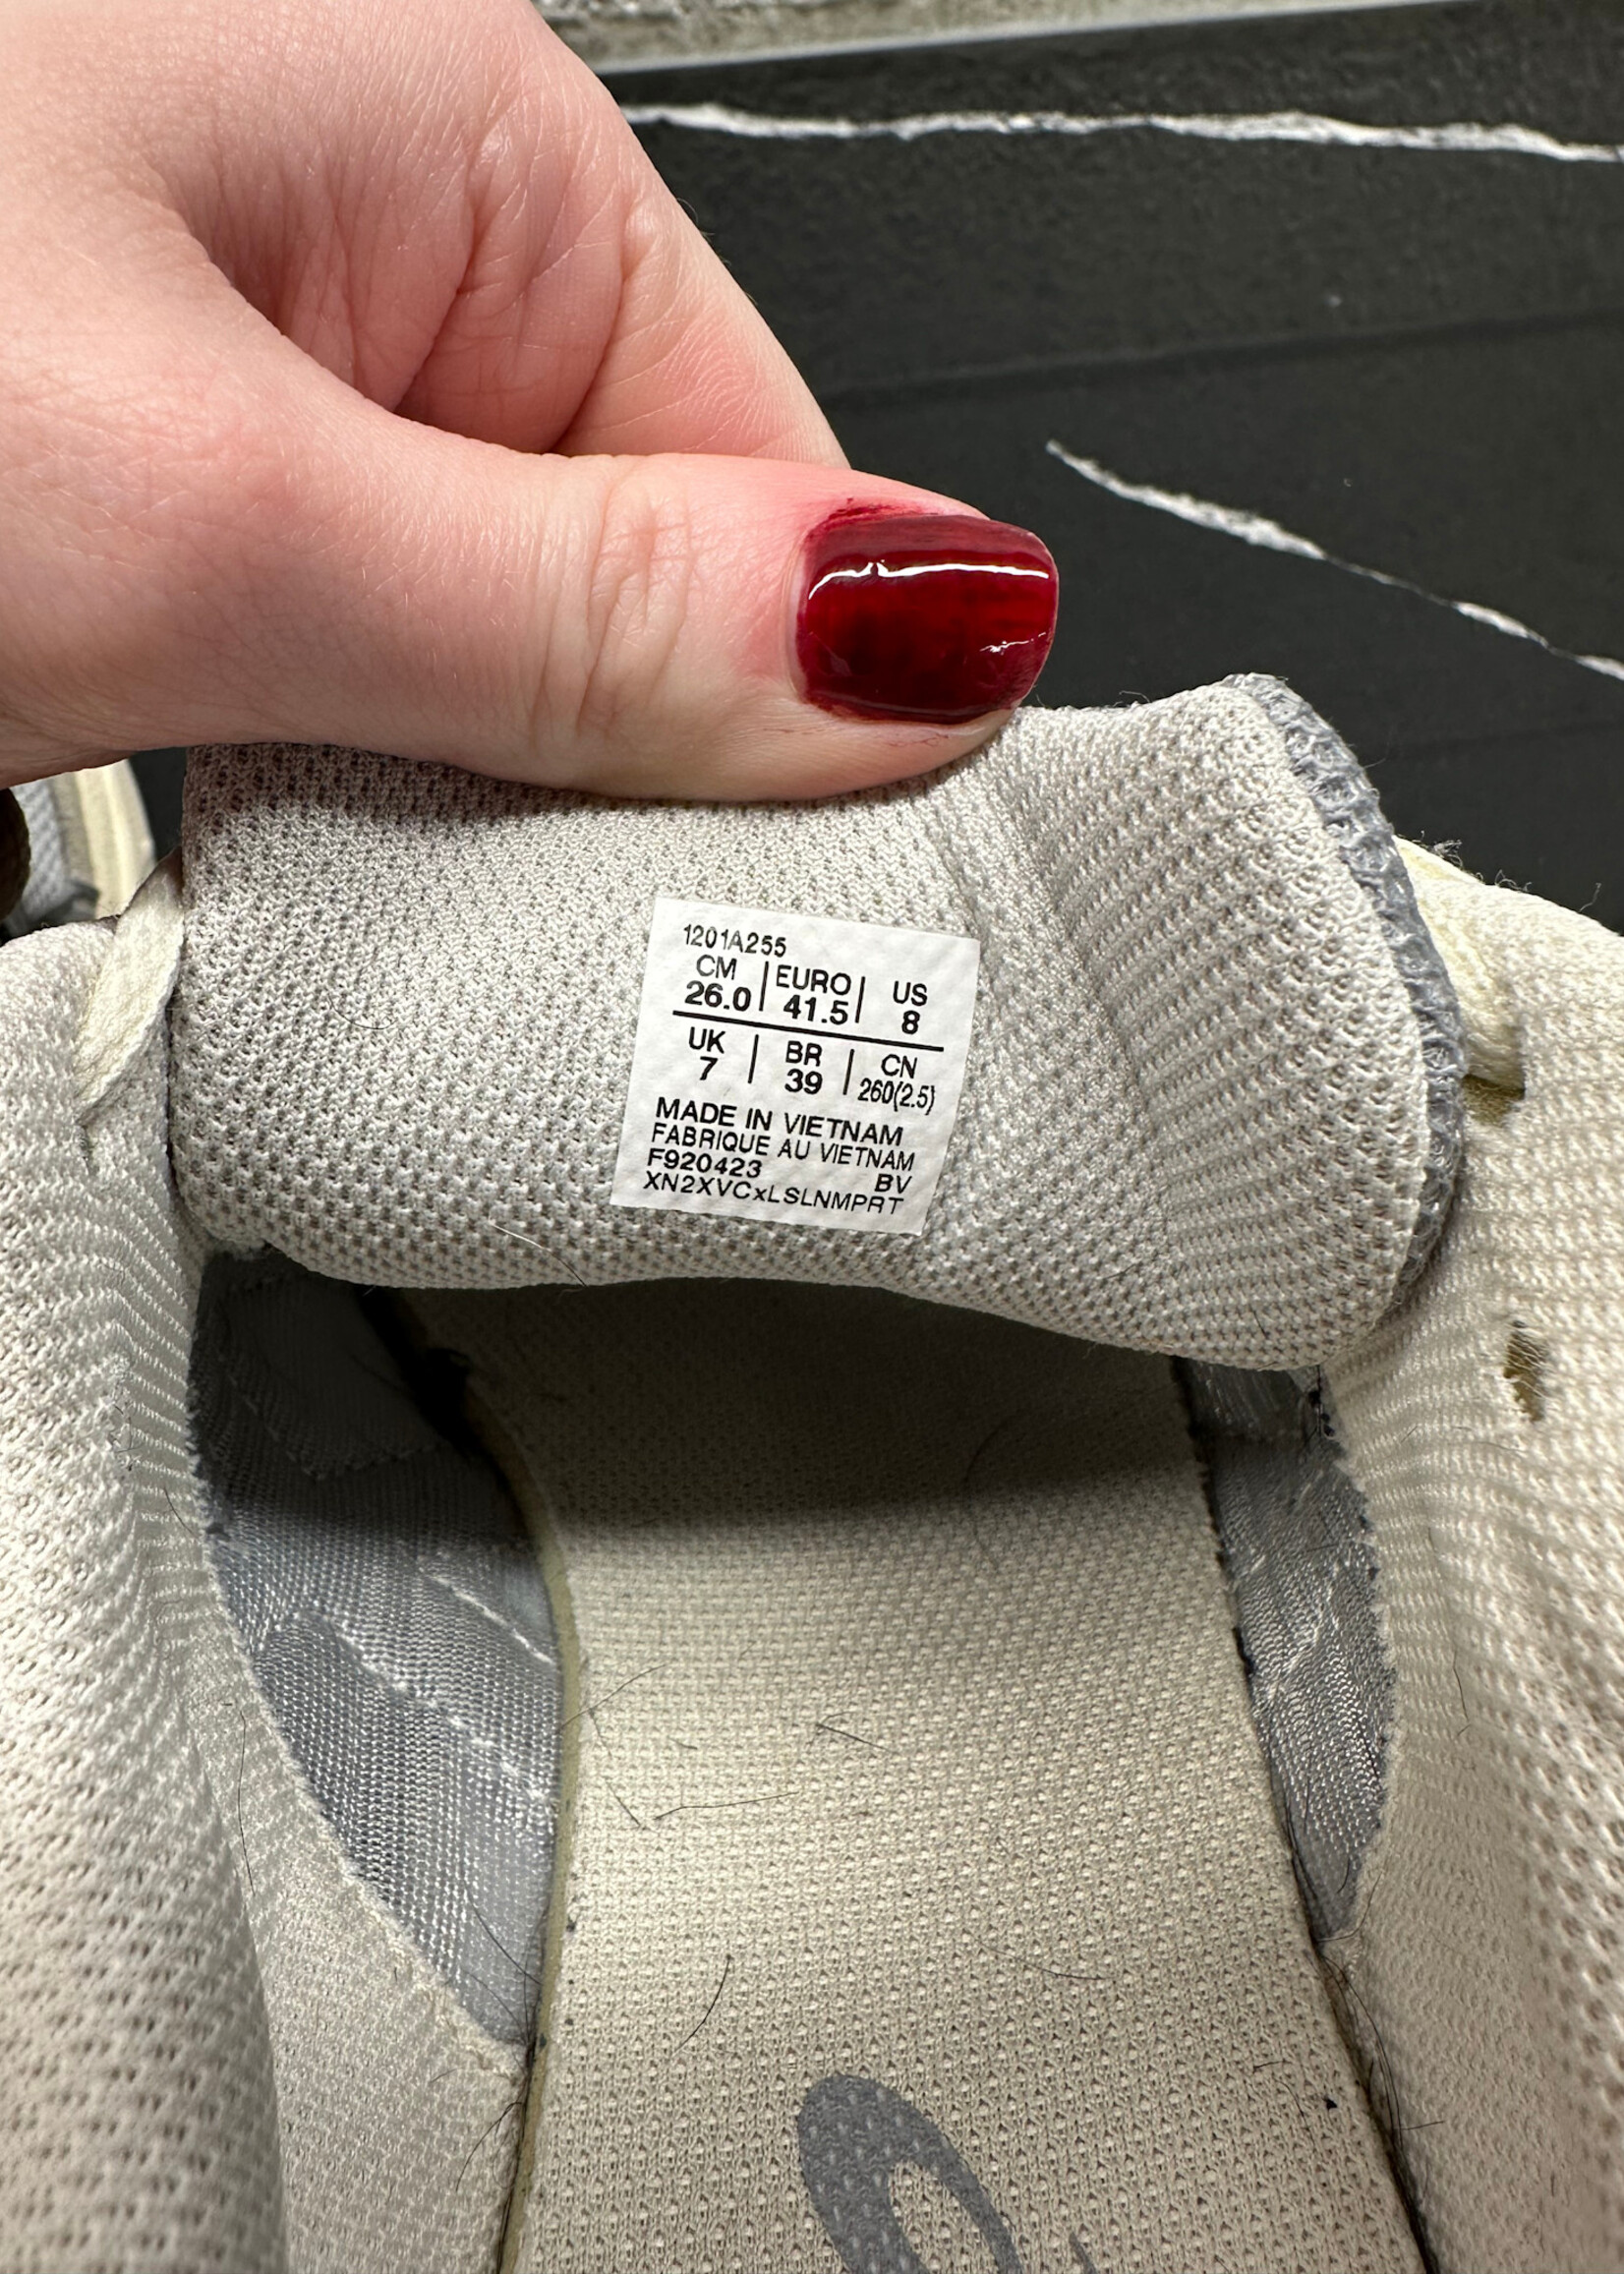 1201A255
CM | EURO | US
26.0 | 41.5 | 8
UK | BR | CN
7 | 39 | 260(2.5)
MADE IN VIETNAM
FABRIQUE AU VIETNAM
F920423 BV
XN2XVCxLSLNMPRT